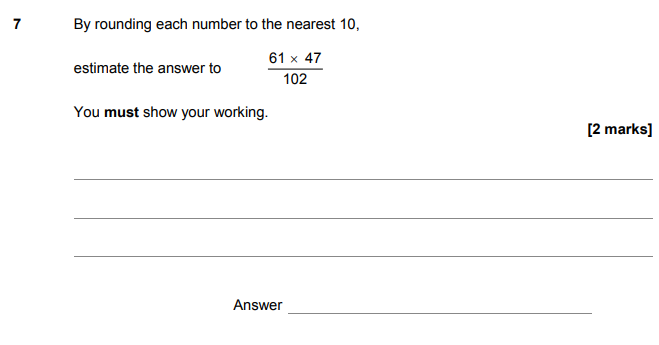 7 By rounding each number to the nearest 10,
estimate the answer to 61 × 47
102
You must show your working.
[2 marks]
Answer